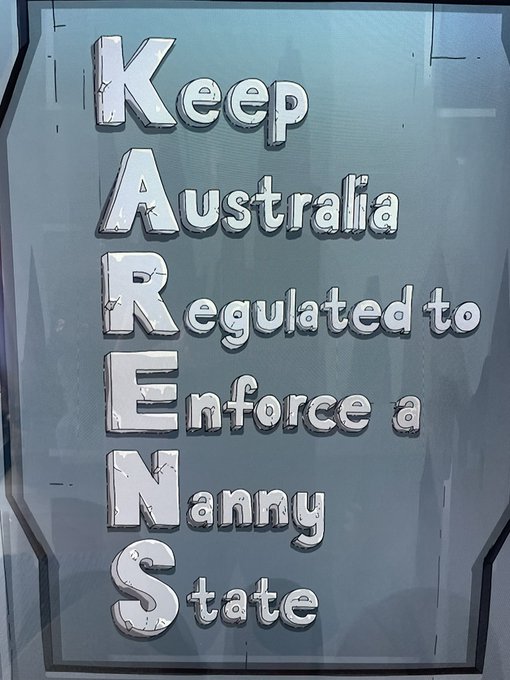 Keep
Australia
Regulated to
Enforce a
Nanny
State